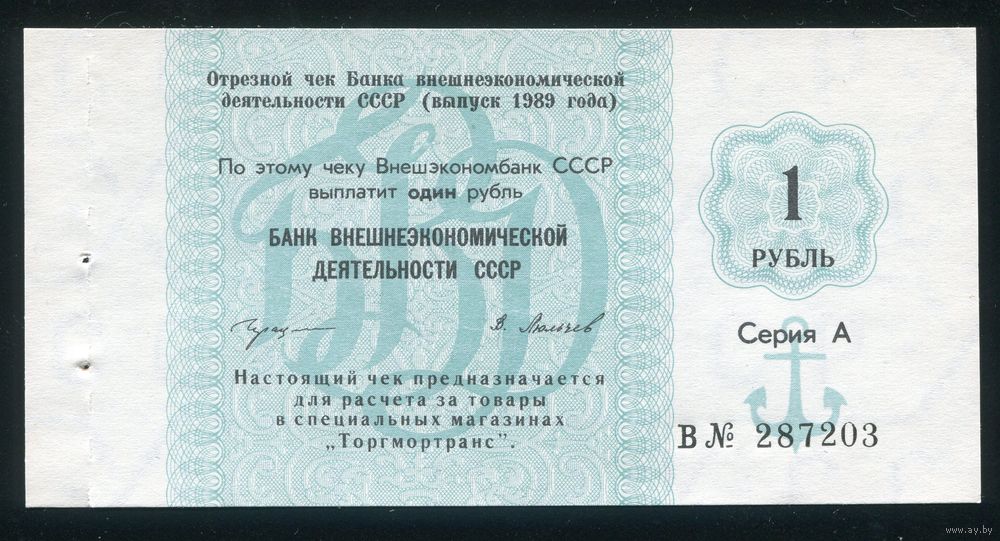 Отрезной чек Банка внешнеэкономической
деятельности СССР (выпуск 1989 года)
По этому чеку Внешэкономбанк СССР
выплатит один рубль
БАНК ВНЕШНЕЭКОНОМИЧЕСКОЙ
ДЕЯТЕЛЬНОСТИ СССР
В. Люльчев
Настоящий чек предназначается
для расчета за товары
в специальных магазинах
„Торгмортранс".
1
РУБЛЬ
Серия А
В № 287203
www.ay.by